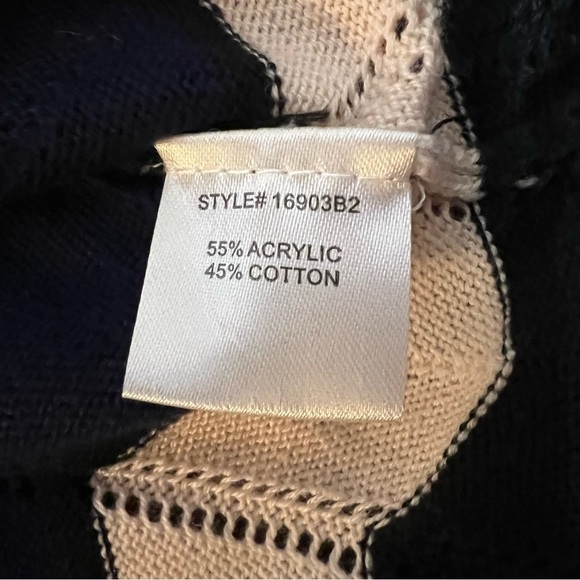 STYLE# 16903B2
55% ACRYLIC
45% COTTON